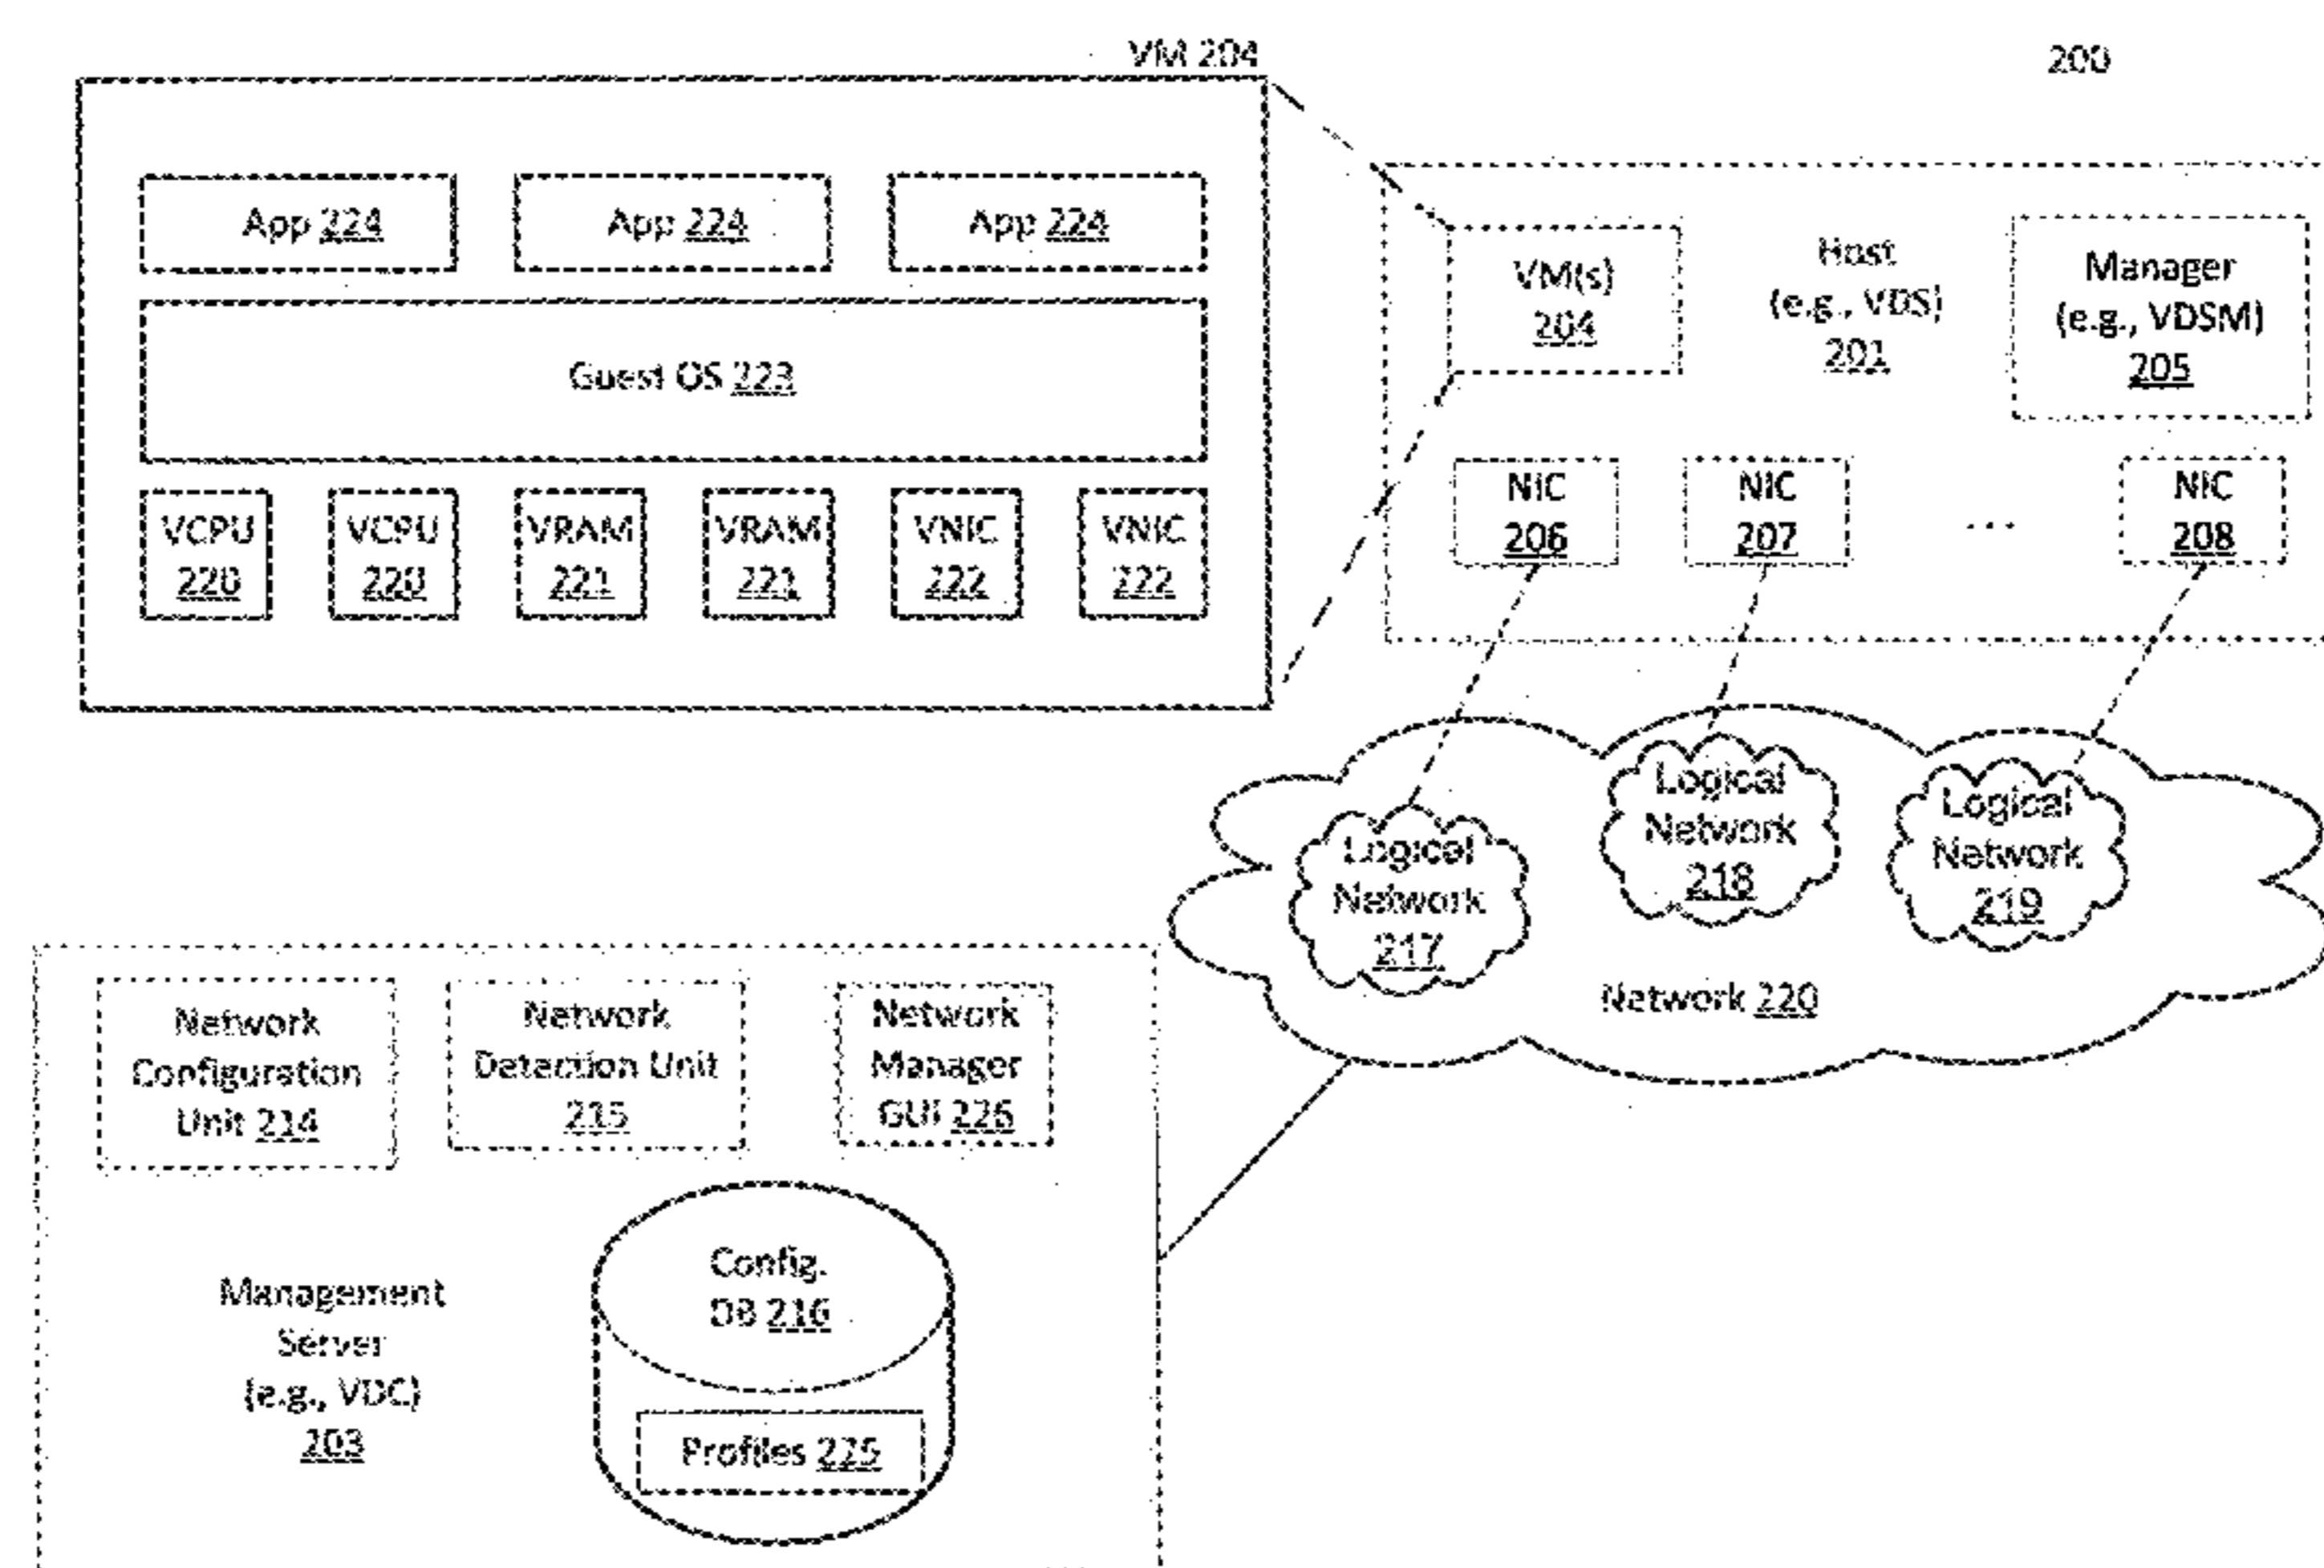 VM 204
200
App 224
App 224
App 224
Guest OS 223
VCPU
220
VCPU
220
VRAM
221
VRAM
221
VNIC
222
VNIC
222
VM(s)
204
Host
(e.g., VDS)
201
Manager
(e.g., VDSM)
205
NIC
206
NIC
207
...
NIC
208
Logical
Network
217
Logical
Network
218
Logical
Network
219
Network 220
Network
Configuration
Unit 214
Network
Detection Unit
215
Network
Manager
GUI 226
Management
Server
(e.g., VDC)
203
Config.
DB 216
Profiles 225